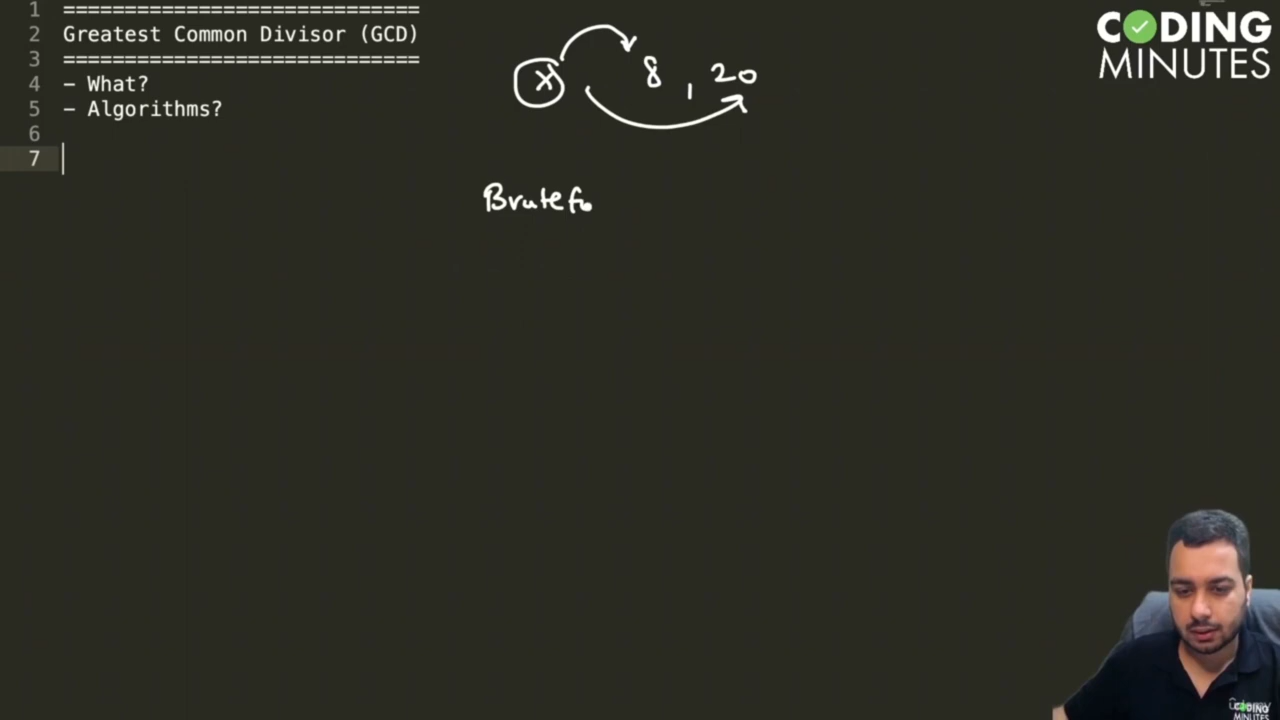 1 ==============================
2 Greatest Common Divisor (GCD)
3 ==============================
4 - What?
5 - Algorithms?
6
7
x 8, 20
Brutefo
CODING
MINUTES